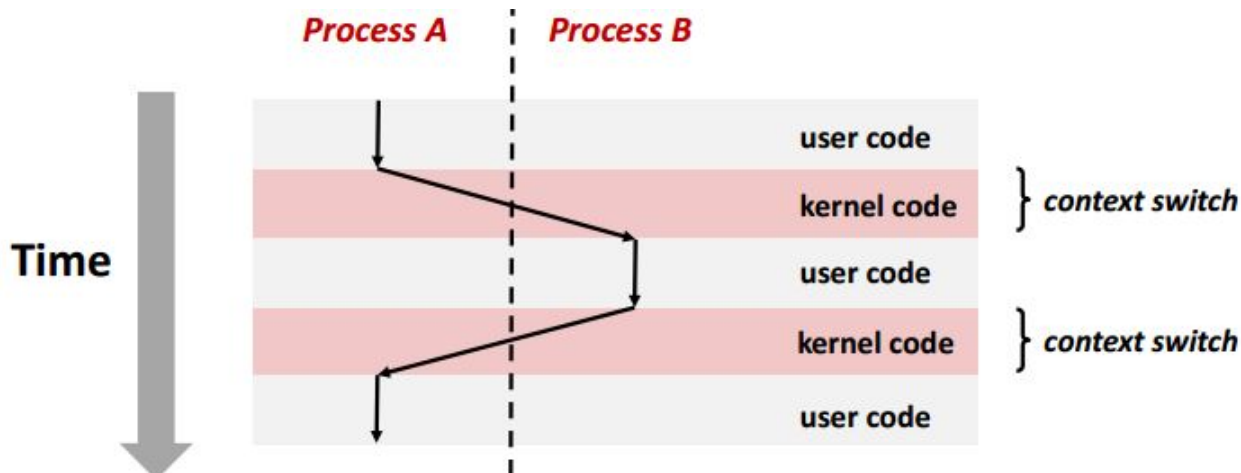 Process A
Process B
user code
kernel code
context switch
Time
user code
kernel code
context switch
user code